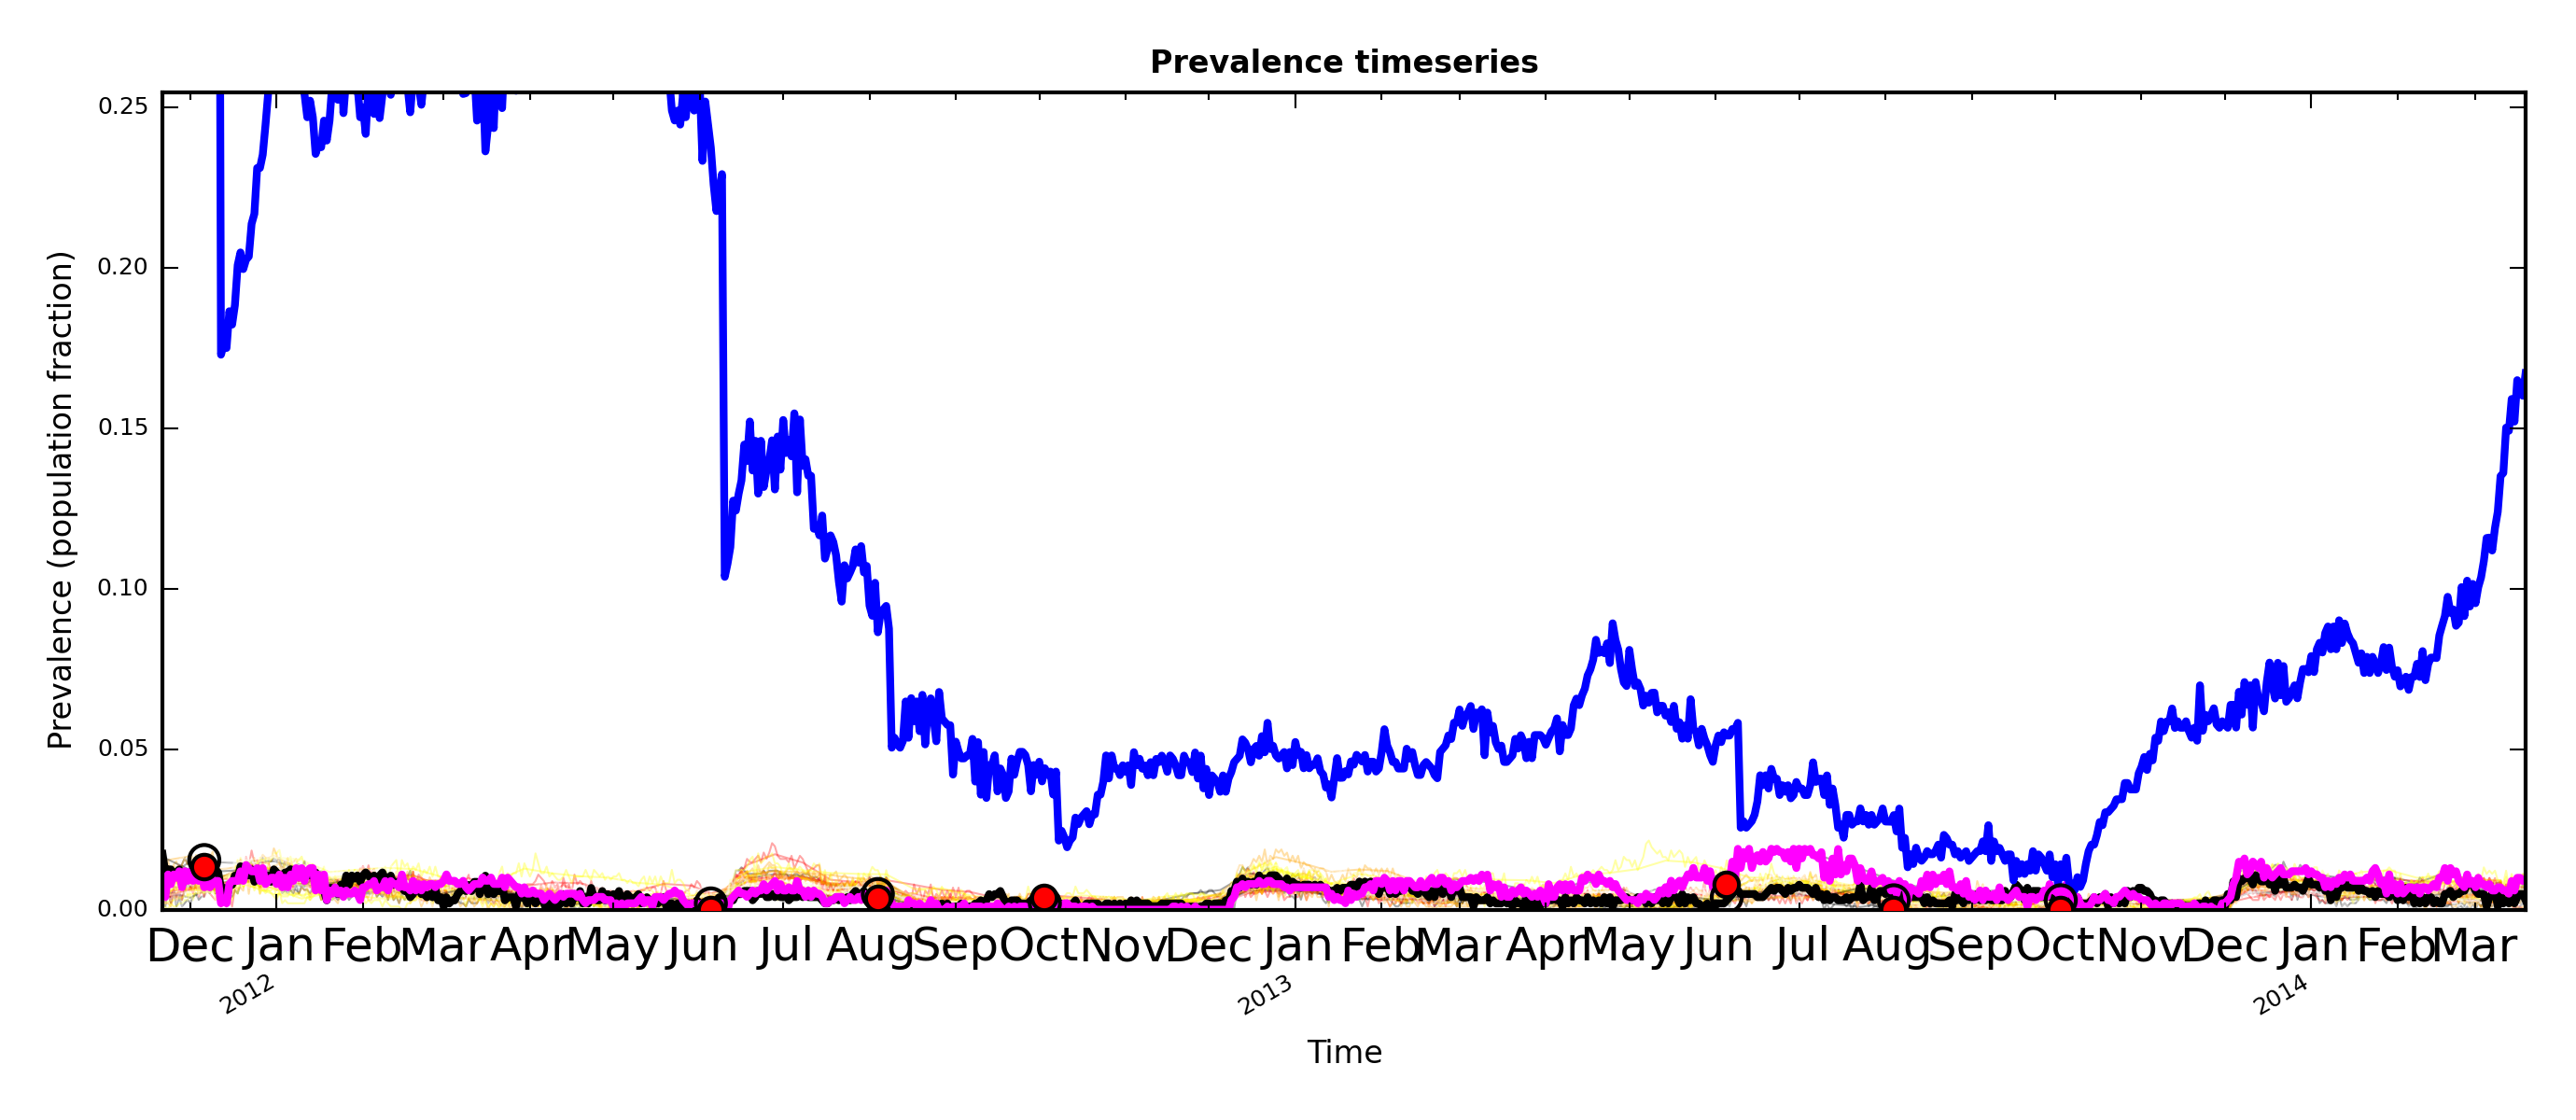 Prevalence timeseries
0.25
0.20
0.15
0.10
0.05
0.00
Prevalence (population fraction)
Dec Jan Feb Mar Apr May Jun Jul Aug Sep Oct Nov Dec Jan Feb Mar Apr May Jun Jul Aug Sep Oct Nov Dec Jan Feb Mar
2012 2013 2014
Time